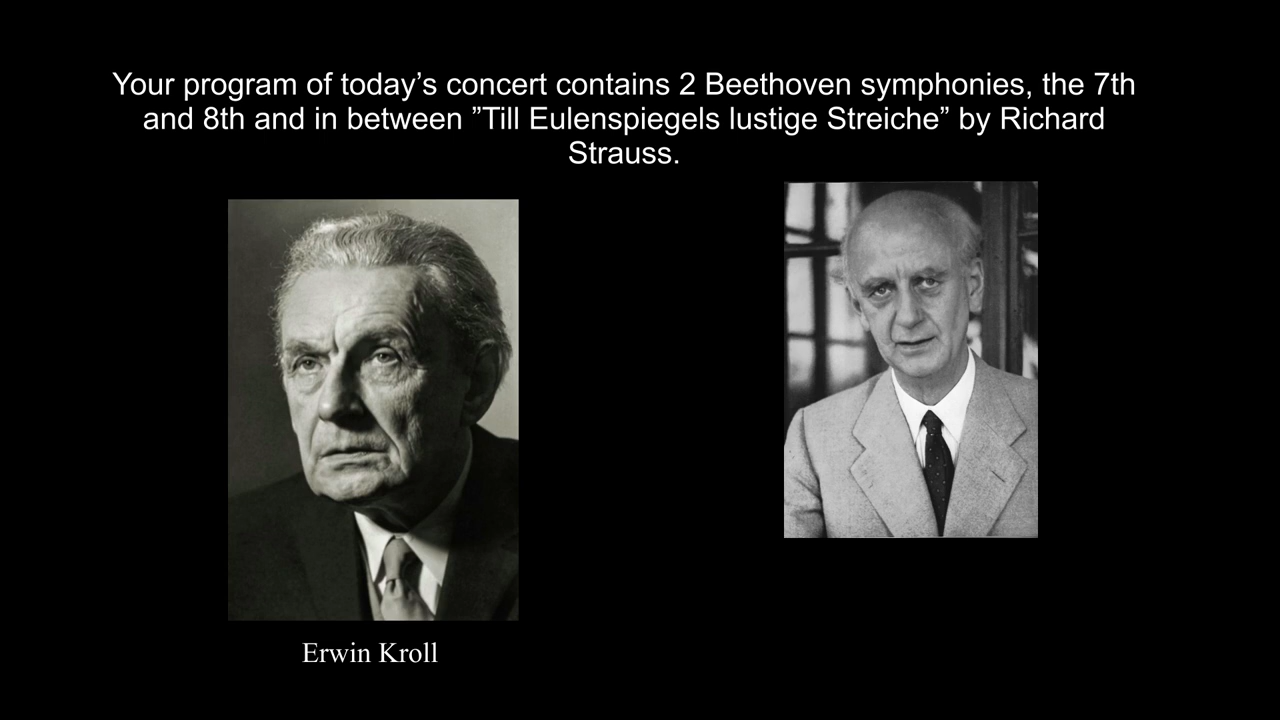 Your program of today’s concert contains 2 Beethoven symphonies, the 7th
and 8th and in between ”Till Eulenspiegels lustige Streiche” by Richard
Strauss.
Erwin Kroll